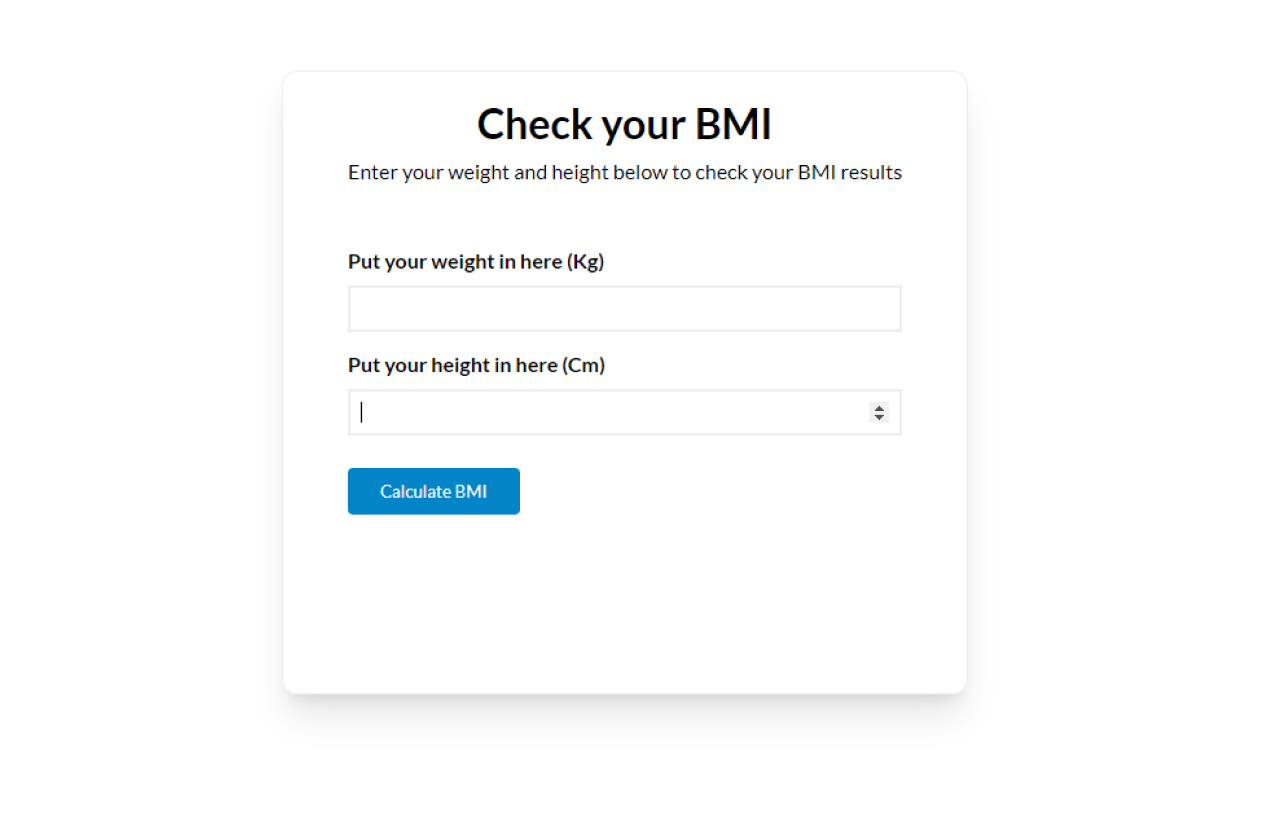 Check your BMI
Enter your weight and height below to check your BMI results
Put your weight in here (Kg)
Put your height in here (Cm)
Calculate BMI